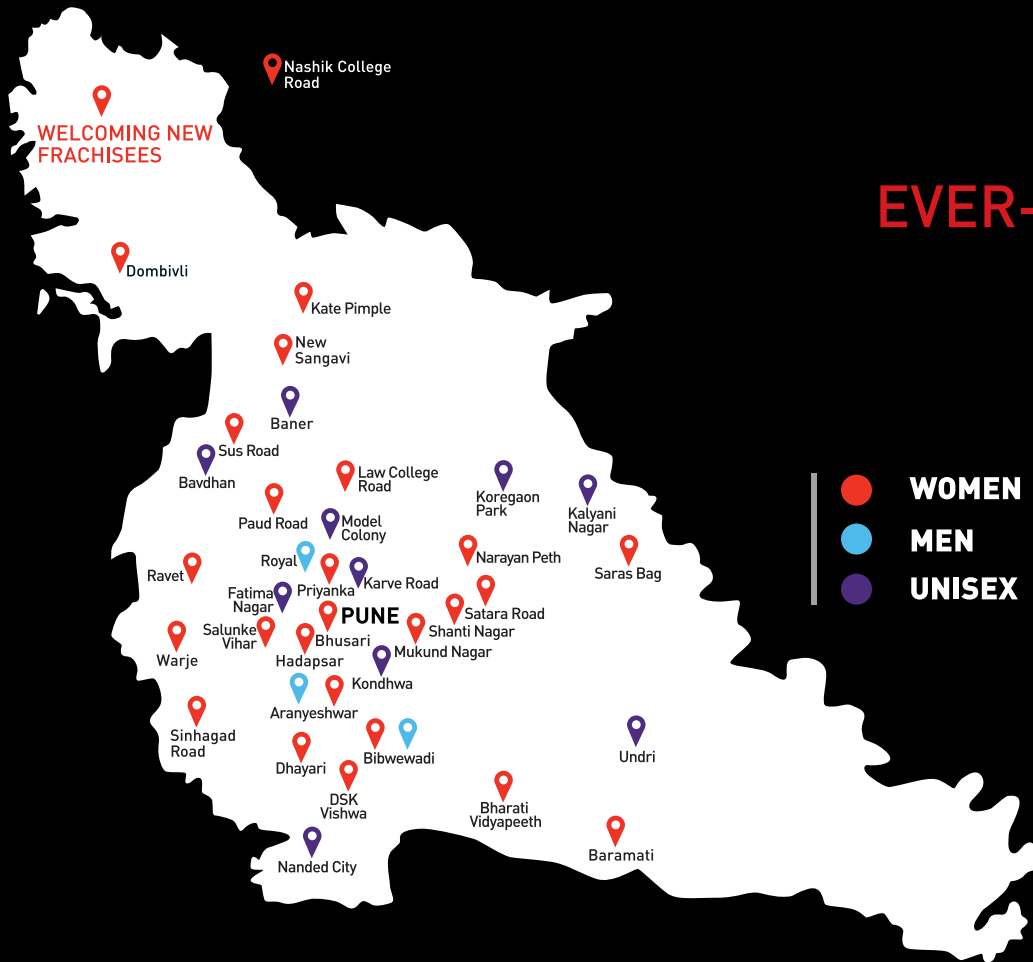 Nashik College
Road
WELCOMING NEW
FRACHISEES
EVER-
Dombivli
Kate Pimple
New
Sangavi
Baner
Sus Road
Bavdhan
Law College
Road
Koregaon
Park
Kalyani
Nagar
WOMEN
MEN
UNISEX
Paud Road
Model
Colony
Royal
Narayan Peth
Saras Bag
Ravet
Priyanka
Karve Road
Fatima
Nagar
PUNE
Satara Road
Shanti Nagar
Salunke
Vihar
Bhusari
Mukund Nagar
Warje
Hadapsar
Kondhwa
Aranyeshwar
Sinhagad
Road
Dhayari
Bibwewadi
Undri
DSK
Vishwa
Bharati
Vidyapeeth
Baramati
Nanded City